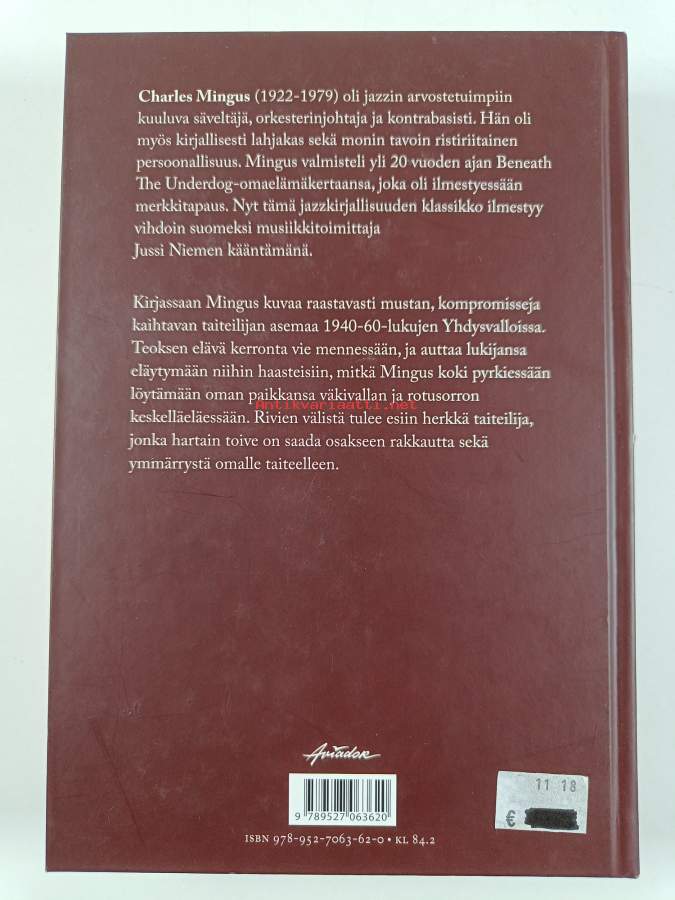 Charles Mingus (1922-1979) oli jazzin arvostetuimpiin
kuuluva säveltäjä, orkesterinjohtaja ja kontrabasisti. Hän oli
myös kirjallisesti lahjakas sekä monin tavoin ristiriitainen
persoonallisuus. Mingus valmisteli yli 20 vuoden ajan Beneath
The Underdog-omaelämäkertaansa, joka oli ilmestyessään
merkkitapaus. Nyt tämä jazzkirjallisuuden klassikko ilmestyy
vihdoin suomeksi musiikkitoimittaja
Jussi Niemen kääntämänä.
Kirjassaan Mingus kuvaa raastavasti mustan, kompromisseja
kaihtavan taiteilijan asemaa 1940-60-lukujen Yhdysvalloissa.
Teoksen elävä kerronta vie mennessään, ja auttaa lukijansa
eläytymään niihin haasteisiin, mitkä Mingus koki pyrkiessään
löytämään oman paikkansa väkivallan ja rotusorron
Antikvariaatti.net
keskelläeläessään. Rivien välistä tulee esiin herkkä taiteilija,
jonka hartain toive on saada osakseen rakkautta sekä
ymmärrystä omalle taiteelleen.
Aviador
9 789527 063620
ISBN 978-952-7063-62-0 • KL 84.2
11 18
€